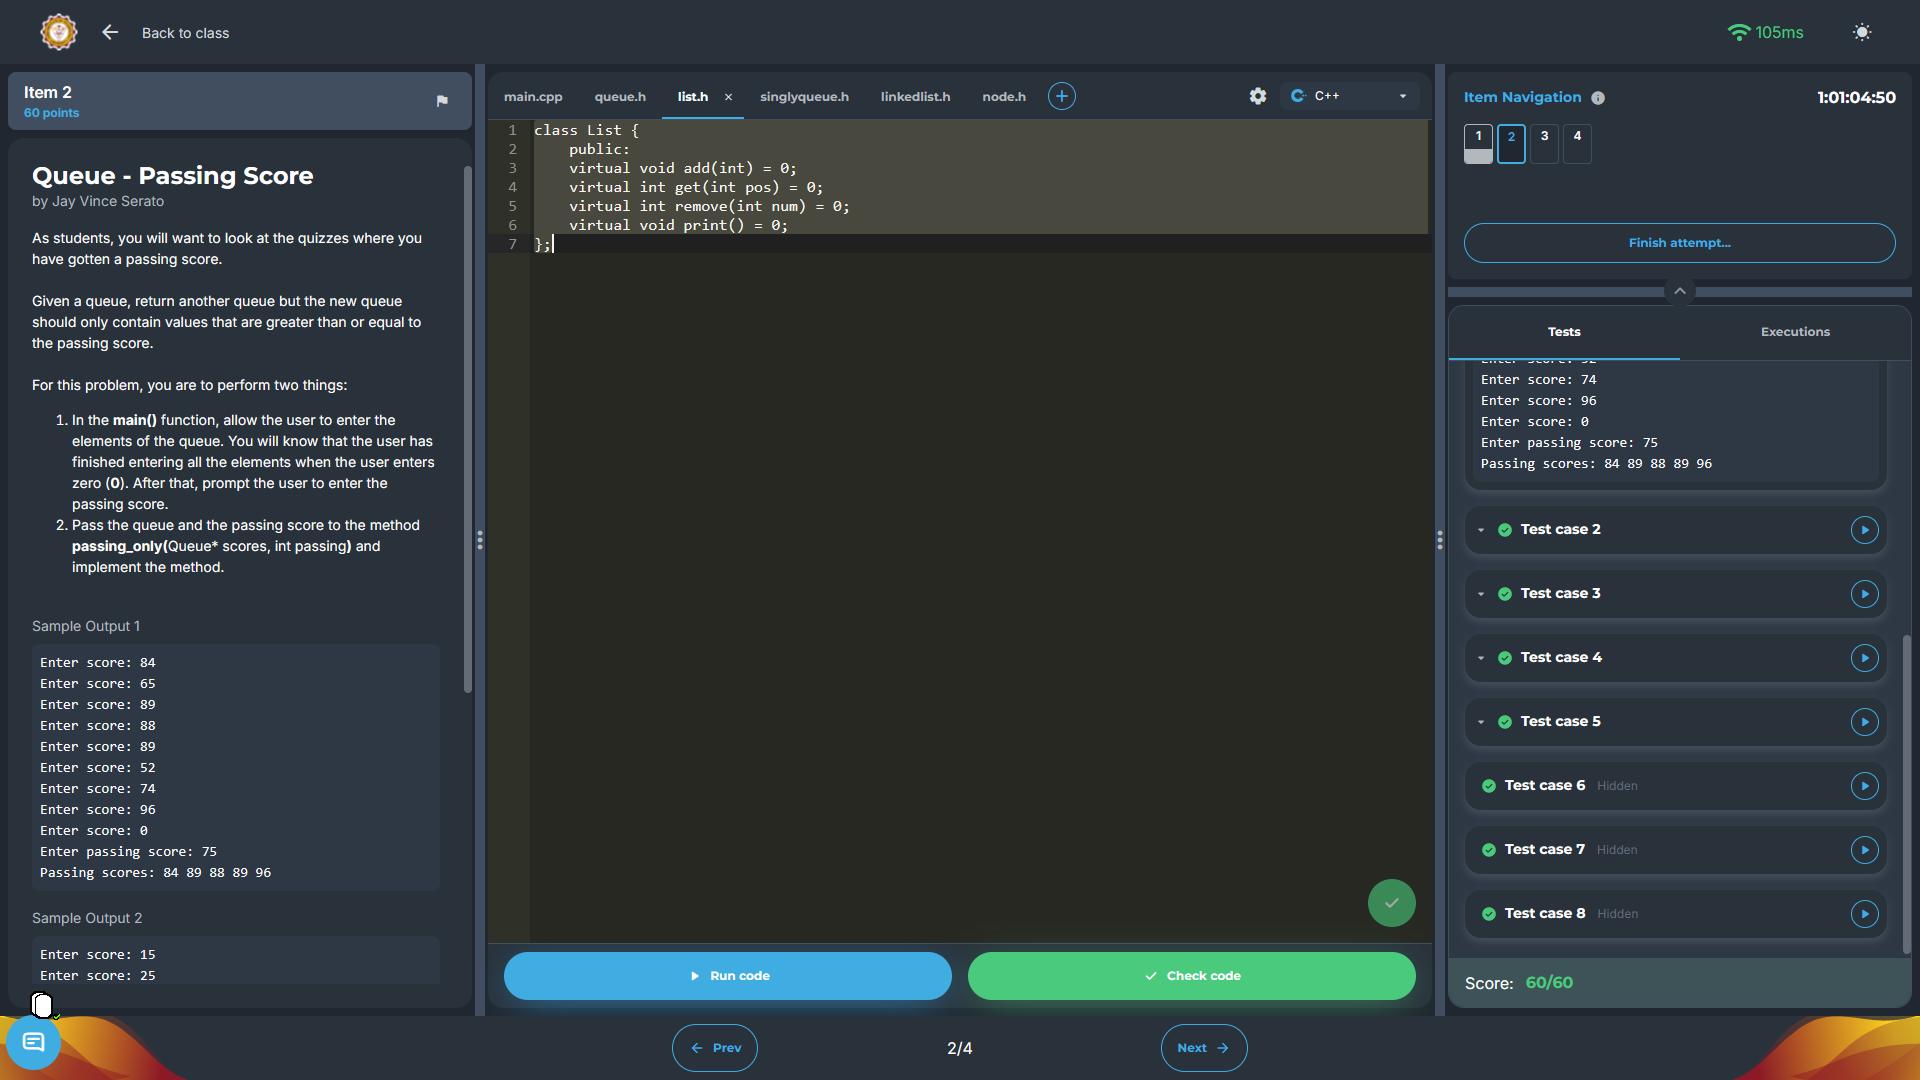 Back to class
105ms
Item 2
60 points
Queue - Passing Score
by Jay Vince Serato
As students, you will want to look at the quizzes where you
have gotten a passing score.
Given a queue, return another queue but the new queue
should only contain values that are greater than or equal to
the passing score.
For this problem, you are to perform two things:
1. In the main() function, allow the user to enter the
elements of the queue. You will know that the user has
finished entering all the elements when the user enters
zero (0). After that, prompt the user to enter the
passing score.
2. Pass the queue and the passing score to the method
passing_only(Queue* scores, int passing) and
implement the method.
Sample Output 1
Enter score: 84
Enter score: 65
Enter score: 89
Enter score: 88
Enter score: 89
Enter score: 52
Enter score: 74
Enter score: 96
Enter score: 0
Enter passing score: 75
Passing scores: 84 89 88 89 96
Sample Output 2
Enter score: 15
Enter score: 25
main.cpp
queue.h
list.h ×
singlyqueue.h
linkedlist.h
node.h
C++
1 class List {
2 public:
3 virtual void add(int) = 0;
4 virtual int get(int pos) = 0;
5 virtual int remove(int num) = 0;
6 virtual void print() = 0;
7 };
Run code
Check code
Item Navigation
1:01:04:50
1 2 3 4
Finish attempt...
Tests
Executions
Enter score: 52
Enter score: 74
Enter score: 96
Enter score: 0
Enter passing score: 75
Passing scores: 84 89 88 89 96
Test case 2
Test case 3
Test case 4
Test case 5
Test case 6 Hidden
Test case 7 Hidden
Test case 8 Hidden
Score: 60/60
Prev
2/4
Next